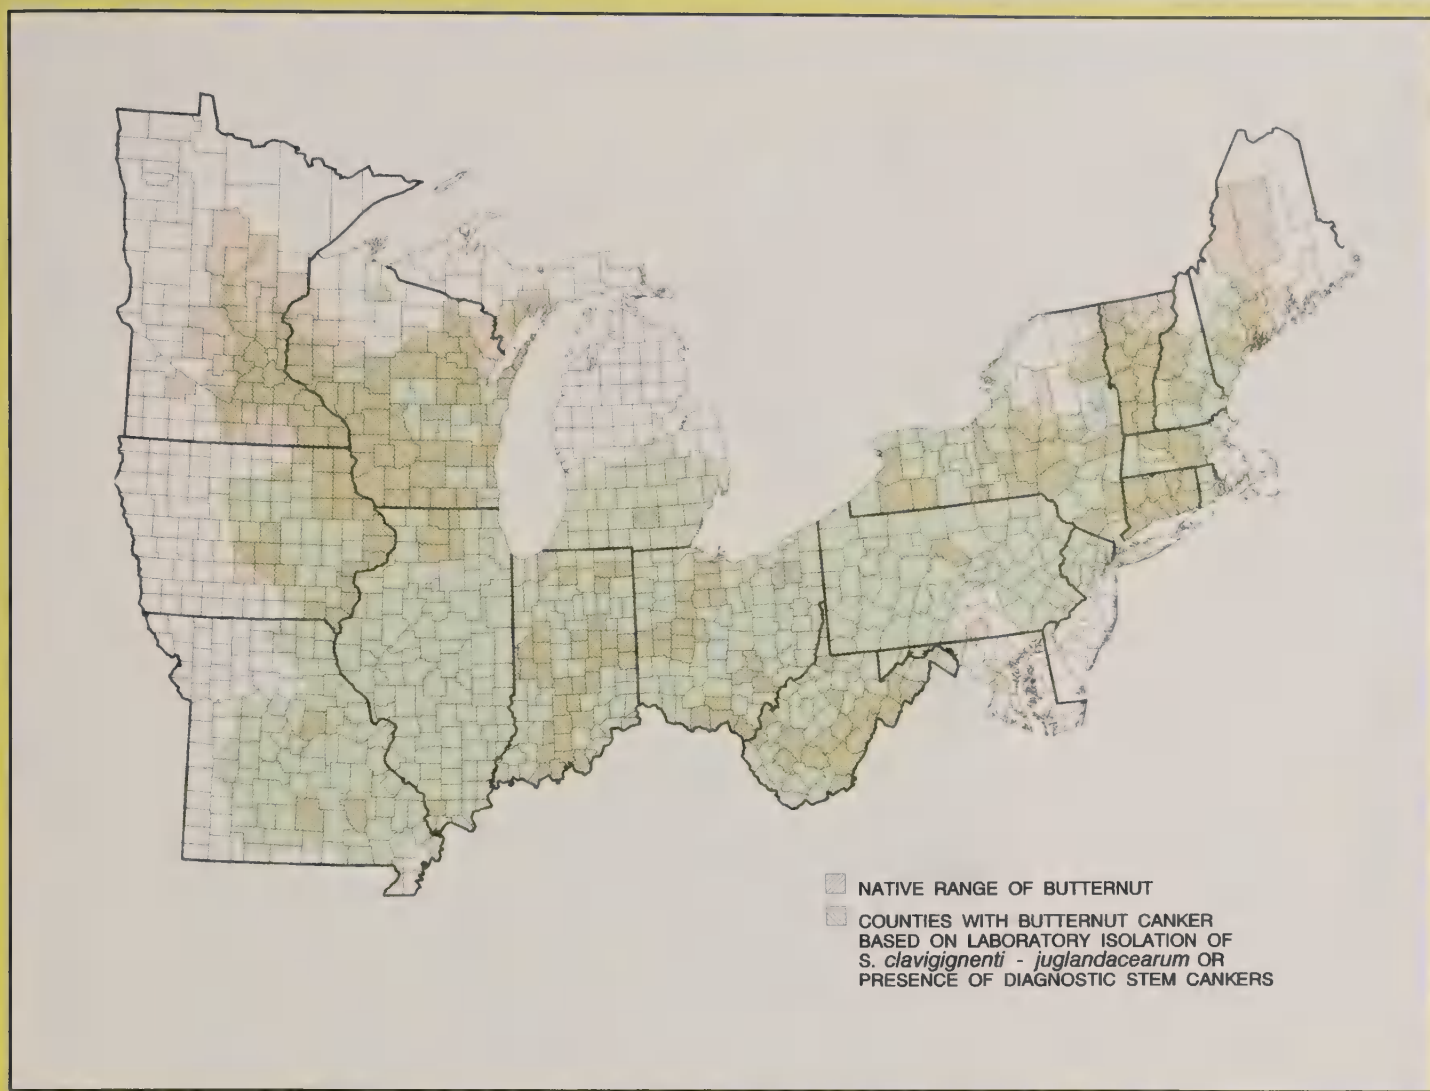 NATIVE RANGE OF BUTTERNUT
COUNTIES WITH BUTTERNUT CANKER
BASED ON LABORATORY ISOLATION OF
S. clavigignenti - juglandacearum OR
PRESENCE OF DIAGNOSTIC STEM CANKERS